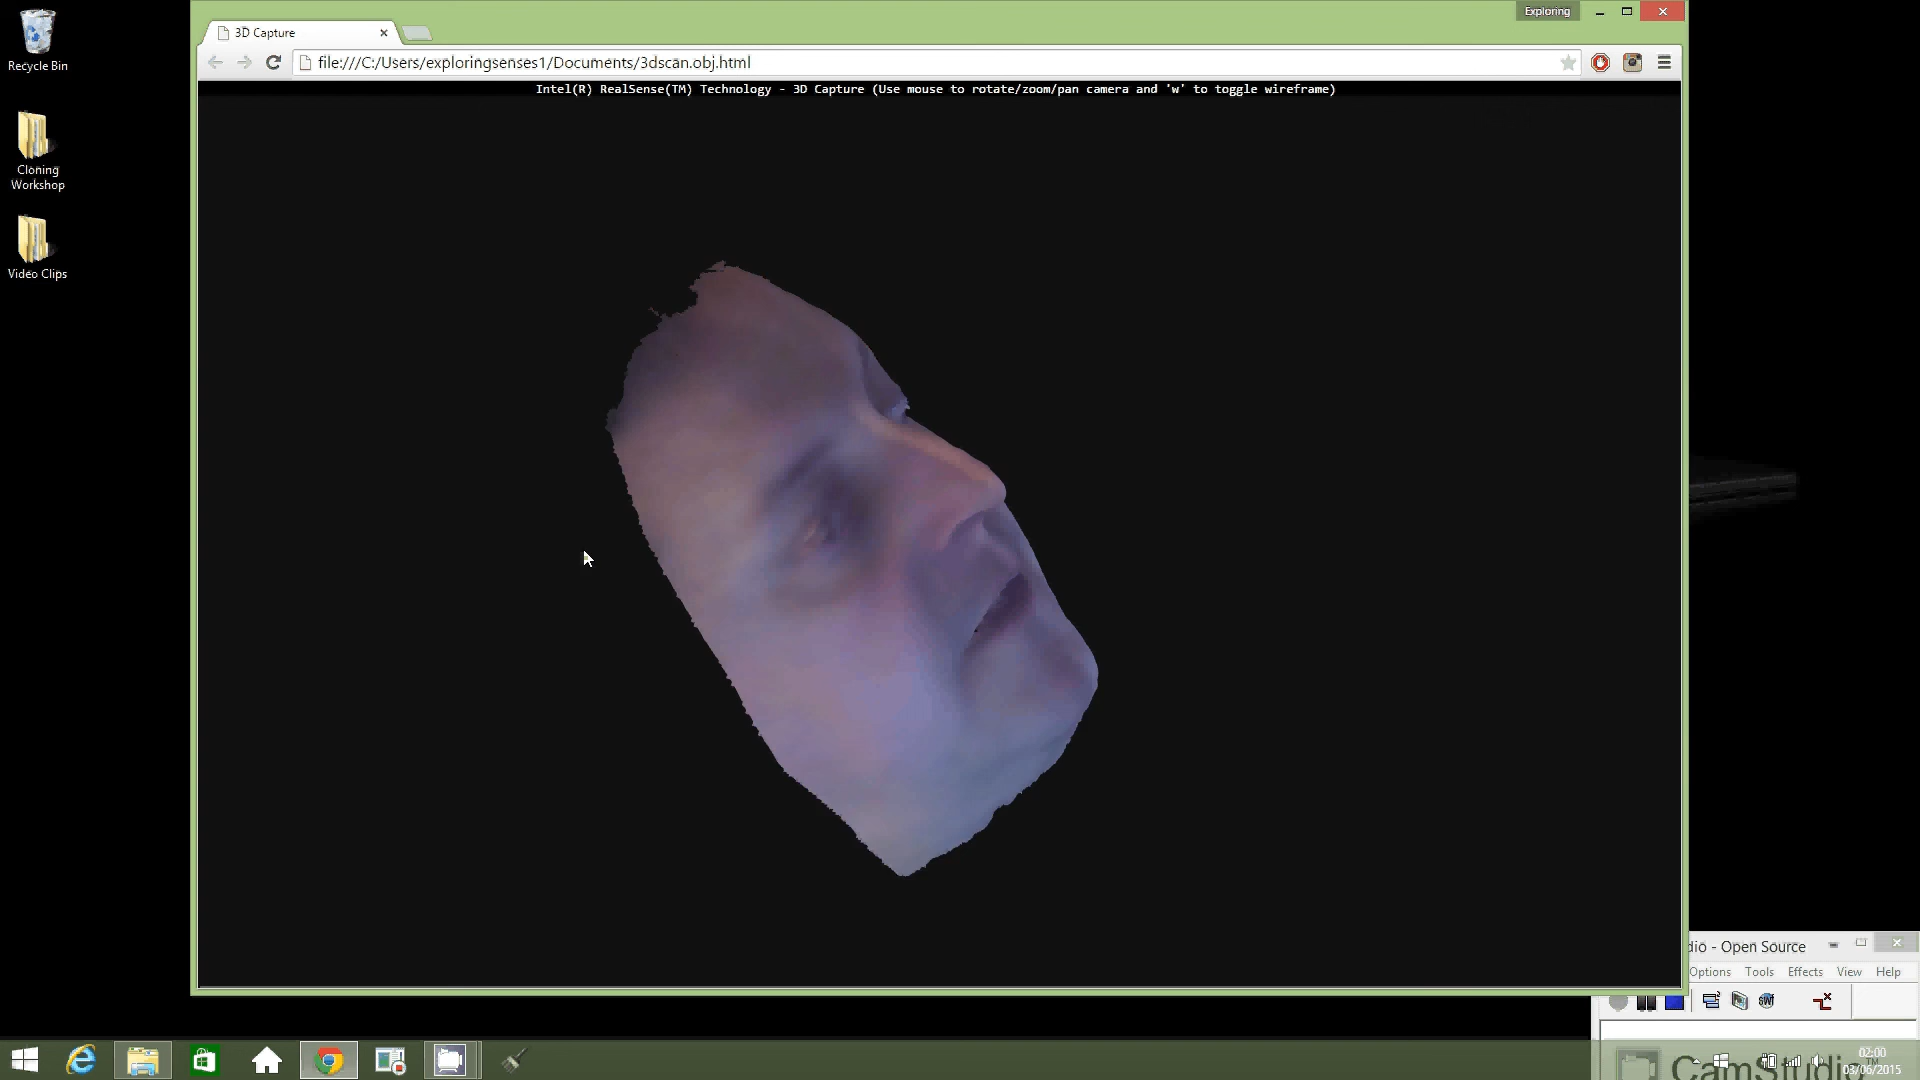 Recycle Bin
Cloning
Workshop
Video Clips
3D Capture
Exploring
file:///C:/Users/exploringsenses1/Documents/3dscan.obj.html
Intel(R) RealSense(TM) Technology - 3D Capture (Use mouse to rotate/zoom/pan camera and 'w' to toggle wireframe)
dio - Open Source
Options Tools Effects View Help
CamStudio
02:00
03/06/2015